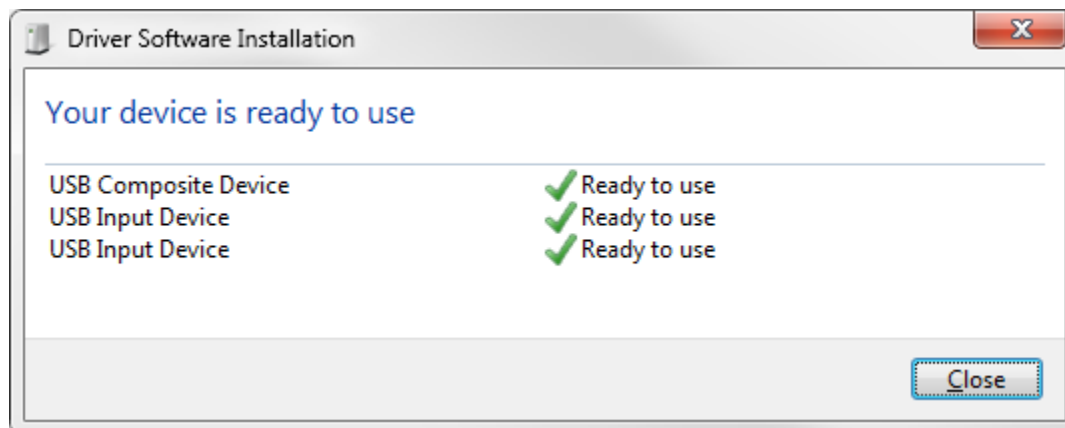 Driver Software Installation
Your device is ready to use
USB Composite Device Ready to use
USB Input Device Ready to use
USB Input Device Ready to use
Close